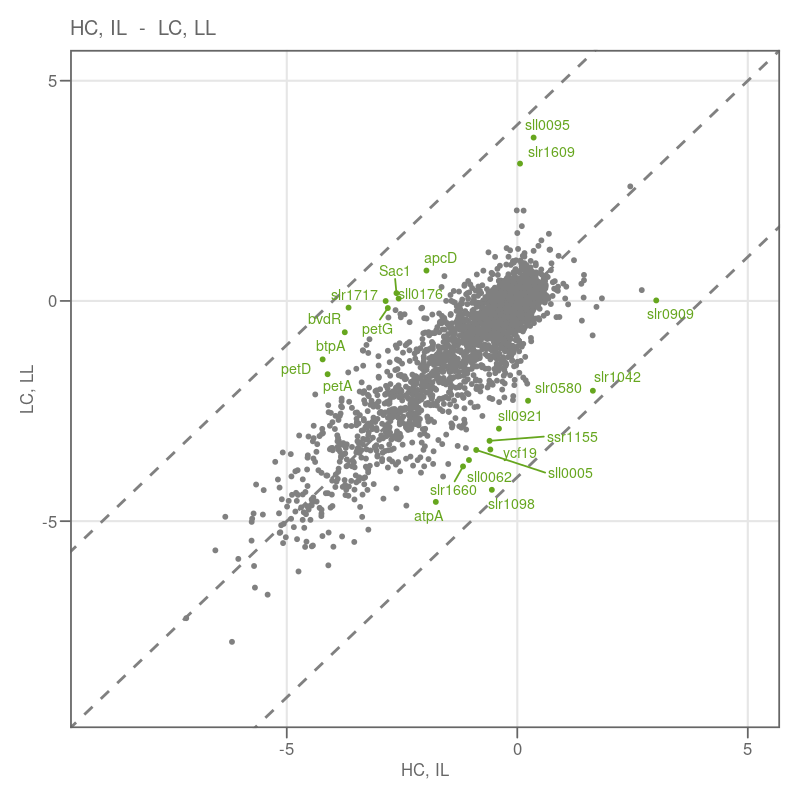 HC, IL - LC, LL
5
sll0095
slr1609
apcD
Sac1
slr1717
sll0176
0
bvdR
petG
slr0909
btpA
petD
slr1042
petA
slr0580
LC, LL
sll0921
ssr1155
ycf19
sll0005
sll0062
slr1660
slr1098
atpA
-5
-5
0
5
HC, IL